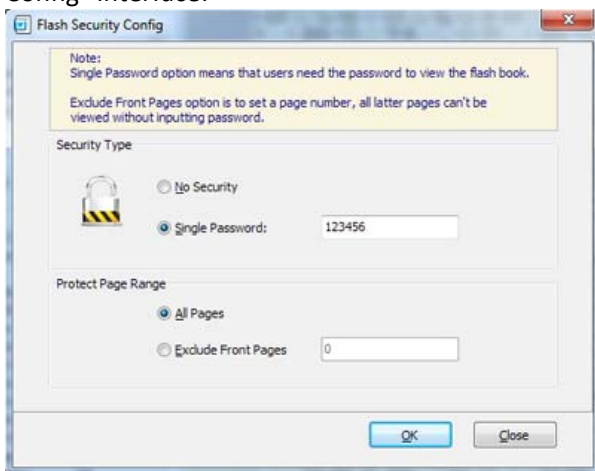 Config" interface.
Flash Security Config
Note:
Single Password option means that users need the password to view the flash book.
Exclude Front Pages option is to set a page number, all latter pages can't be
viewed without inputting password.
Security Type
No Security
Single Password:
123456
Protect Page Range
All Pages
Exclude Front Pages
0
OK
Close